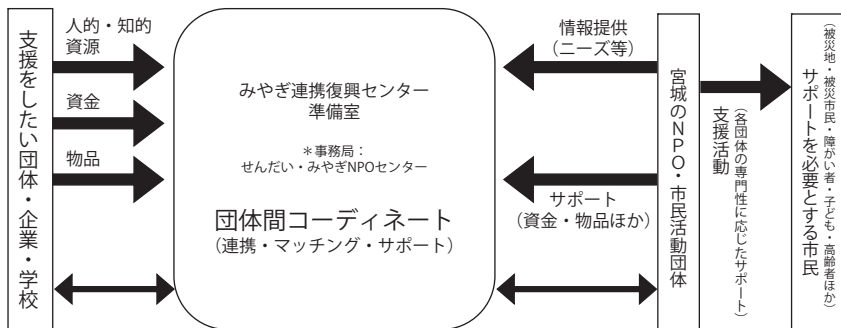 支援をしたい団体・企業・学校
人的・知的
資源
資金
物品
みやぎ連携復興センター
準備室
＊事務局：
せんだい・みやぎNPOセンター
団体間コーディネート
（連携・マッチング・サポート）
情報提供
（ニーズ等）
サポート
（資金・物品ほか）
宮城のNPO・市民活動団体
支援活動
（各団体の専門性に応じたサポート）
サポートを必要とする市民
（被災地・被災市民・障がい者・子ども・高齢者ほか）